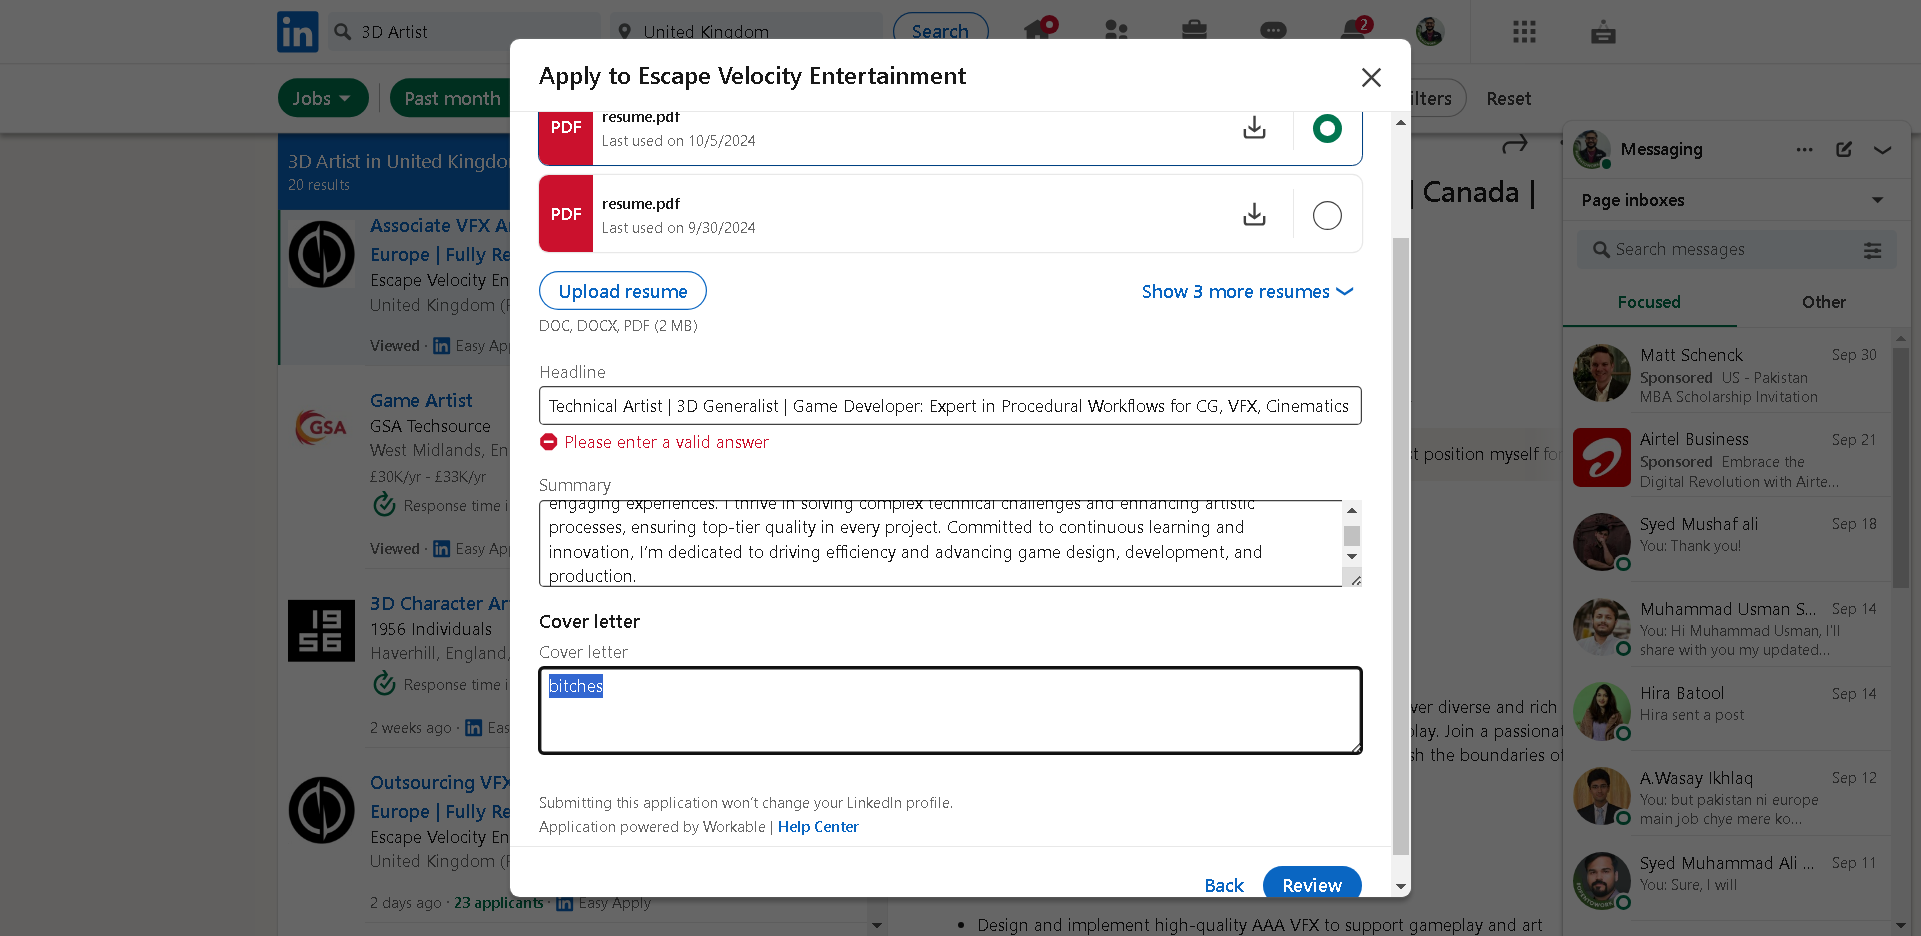 in
3D Artist
United Kingdom
Search
2
Jobs
Past month
ilters
Reset
Apply to Escape Velocity Entertainment
PDF
resume.pdf
Last used on 10/5/2024
PDF
resume.pdf
Last used on 9/30/2024
Upload resume
Show 3 more resumes
DOC, DOCX, PDF (2 MB)
Headline
Technical Artist | 3D Generalist | Game Developer: Expert in Procedural Workflows for CG, VFX, Cinematics
Please enter a valid answer
Summary
engaging experiences. I thrive in solving complex technical challenges and enhancing artistic
processes, ensuring top-tier quality in every project. Committed to continuous learning and
innovation, I'm dedicated to driving efficiency and advancing game design, development, and
production.
Cover letter
Cover letter
bitches
Submitting this application won't change your LinkedIn profile.
Application powered by Workable | Help Center
Back
Review
3D Artist in United Kingdo
20 results
Associate VFX A
Europe | Fully Re
Escape Velocity En
United Kingdom (
Viewed · in Easy Ap
GSA
Game Artist
GSA Techsource
West Midlands, En
£30K/yr - £33K/yr
Response time i
Viewed · in Easy Ap
1956
3D Character Ar
1956 Individuals
Haverhill, England,
Response time i
2 weeks ago · in Eas
Outsourcing VFX
Europe | Fully Re
Escape Velocity En
United Kingdom (
2 days ago · 23 applicants · in Easy Apply
| Canada |
st position myself for
ver diverse and rich
lay. Join a passionat
h the boundaries of
• Design and implement high-quality AAA VFX to support gameplay and art
Messaging
Page inboxes
Search messages
Focused
Other
Matt Schenck
Sep 30
Sponsored US - Pakistan
MBA Scholarship Invitation
Airtel Business
Sep 21
Sponsored Embrace the
Digital Revolution with Airte...
Syed Mushaf ali
Sep 18
You: Thank you!
Muhammad Usman S...
Sep 14
You: Hi Muhammad Usman, I'll
share with you my updated...
Hira Batool
Sep 14
Hira sent a post
A.Wasay Ikhlaq
Sep 12
You: but pakistan ni europe
main job chye mere ko...
Syed Muhammad Ali ...
Sep 11
You: Sure, I will